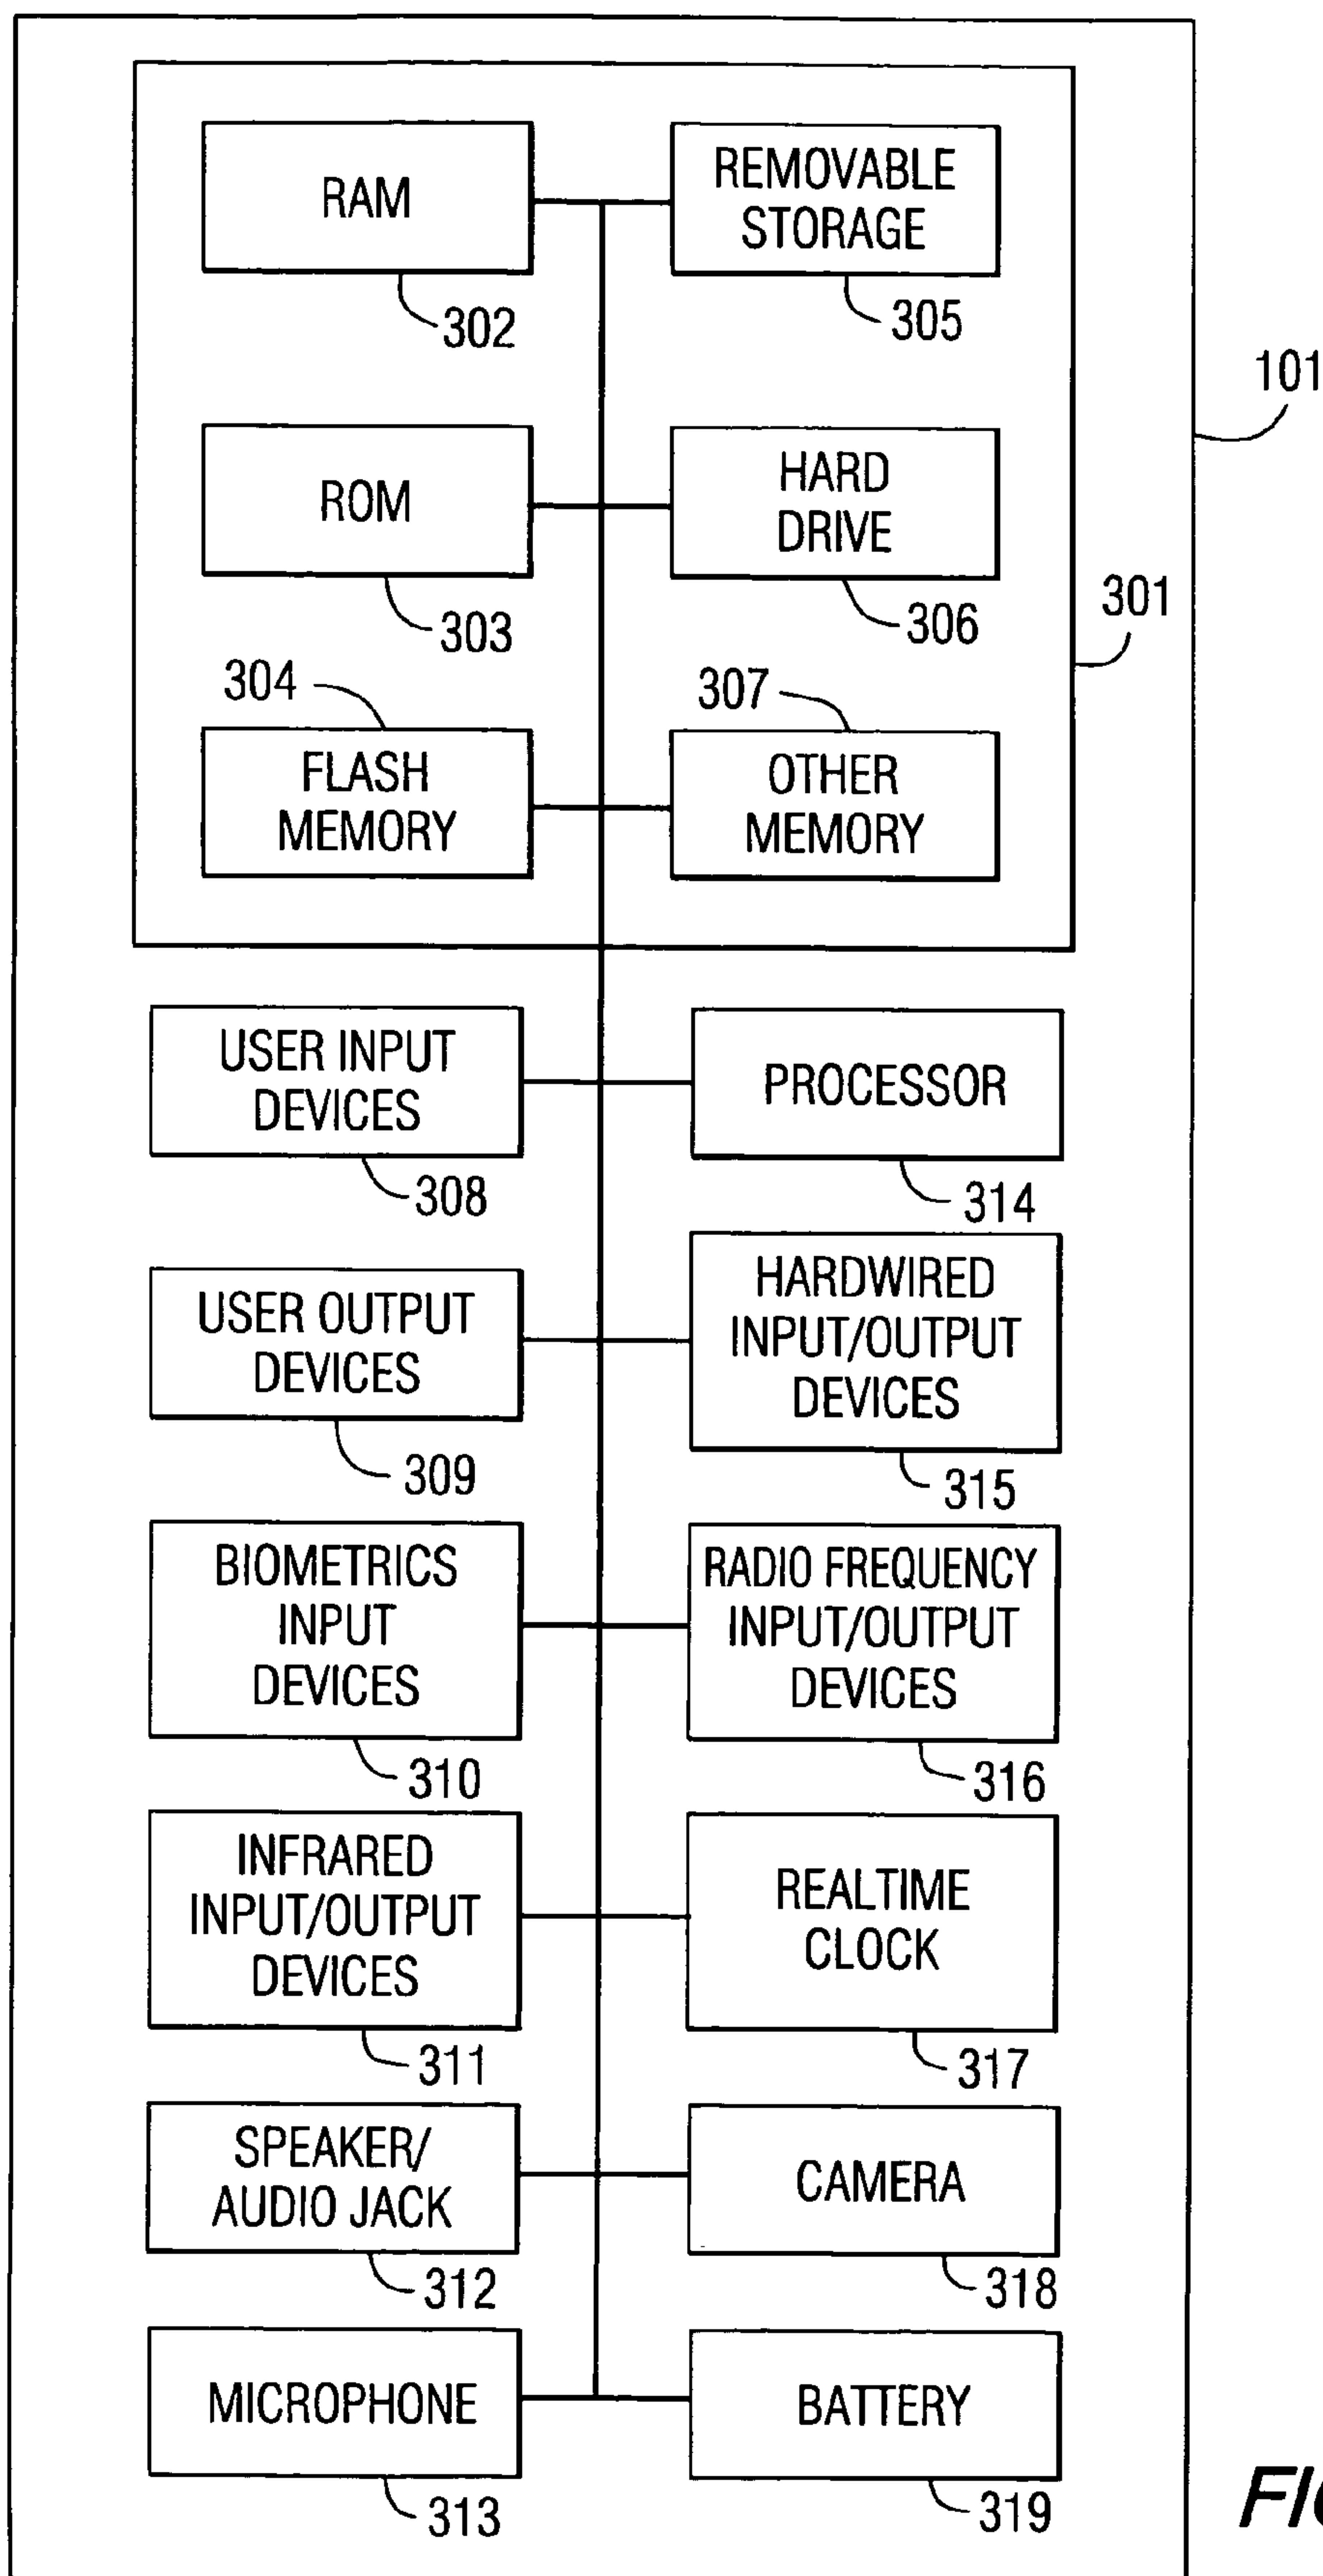 RAM
302
REMOVABLE
STORAGE
305
101
ROM
303
HARD
DRIVE
306
301
304
FLASH
MEMORY
307
OTHER
MEMORY
USER INPUT
DEVICES
308
PROCESSOR
314
USER OUTPUT
DEVICES
309
HARDWIRED
INPUT/OUTPUT
DEVICES
315
BIOMETRICS
INPUT
DEVICES
310
RADIO FREQUENCY
INPUT/OUTPUT
DEVICES
316
INFRARED
INPUT/OUTPUT
DEVICES
311
REALTIME
CLOCK
317
SPEAKER/
AUDIO JACK
312
CAMERA
318
MICROPHONE
313
BATTERY
319